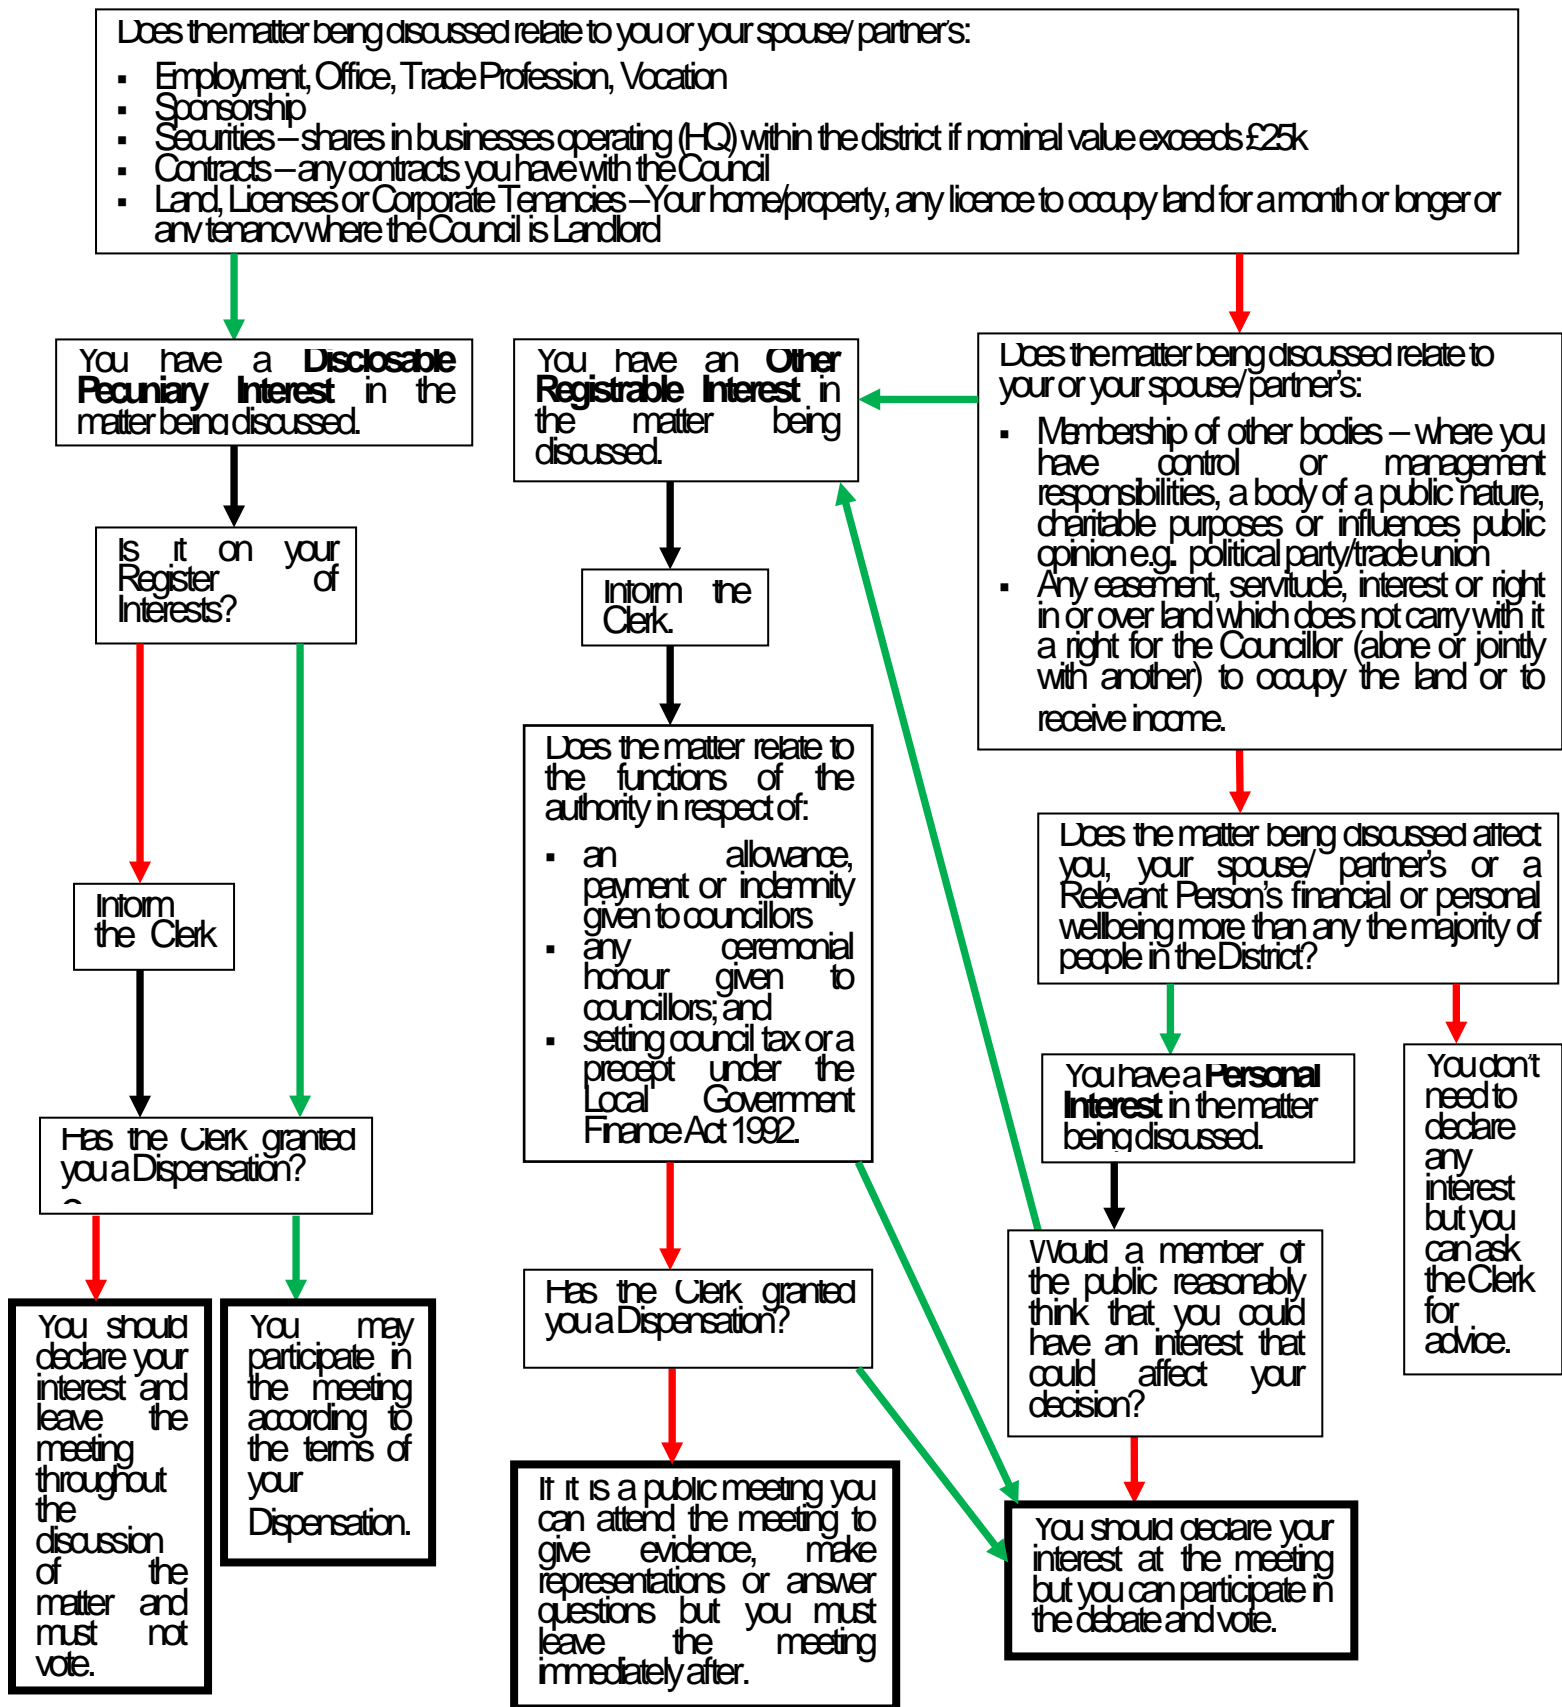 Does the matter being discussed relate to you or your spouse/ partner's:
▪ Employment, Office, Trade Profession, Vocation
▪ Sponsorship
▪ Securities – shares in businesses operating (HQ) within the district if nominal value exceeds £25k
▪ Contracts – any contracts you have with the Council
▪ Land, Licenses or Corporate Tenancies – Your home/property, any licence to occupy land for a month or longer or
any tenancy where the Council is Landlord
You have a Disclosable
Pecuniary Interest in the
matter being discussed.
Is it on your
Register of
Interests?
Inform
the Clerk
Has the Clerk granted
you a Dispensation?
You should
declare your
interest and
leave the
meeting
throughout
the
discussion
of the
matter and
must not
vote.
You may
participate in
the meeting
according to
the terms of
your
Dispensation.
You have an Other
Registrable Interest in
the matter being
discussed.
Inform the
Clerk.
Does the matter relate to
the functions of the
authority in respect of:
▪ an allowance,
payment or indemnity
given to councillors
▪ any ceremonial
honour given to
councillors; and
▪ setting council tax or a
precept under the
Local Government
Finance Act 1992.
Has the Clerk granted
you a Dispensation?
If it is a public meeting you
can attend the meeting to
give evidence, make
representations or answer
questions but you must
leave the meeting
immediately after.
Does the matter being discussed relate to
your or your spouse/ partner's:
▪ Membership of other bodies – where you
have control or management
responsibilities, a body of a public nature,
charitable purposes or influences public
opinion e.g. political party/trade union
▪ Any easement, servitude, interest or right
in or over land which does not carry with it
a right for the Councillor (alone or jointly
with another) to occupy the land or to
receive income.
Does the matter being discussed affect
you, your spouse/ partner's or a
Relevant Person's financial or personal
wellbeing more than any the majority of
people in the District?
You have a Personal
Interest in the matter
being discussed.
Would a member of
the public reasonably
think that you could
have an interest that
could affect your
decision?
You should declare your
interest at the meeting
but you can participate in
the debate and vote.
You don't
need to
declare
any
interest
but you
can ask
the Clerk
for
advice.